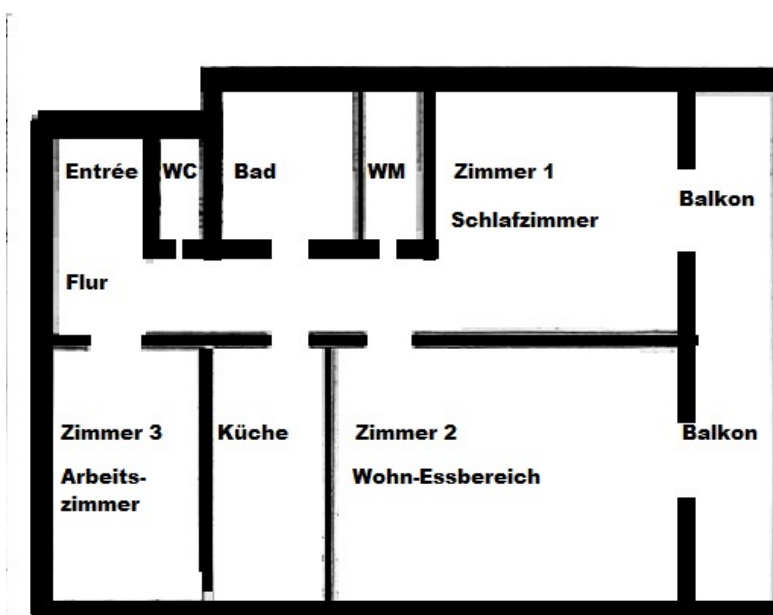 Entrée
WC
Bad
WM
Zimmer 1
Schlafzimmer
Balkon
Flur
Zimmer 3
Arbeits-
zimmer
Küche
Zimmer 2
Wohn-Essbereich
Balkon